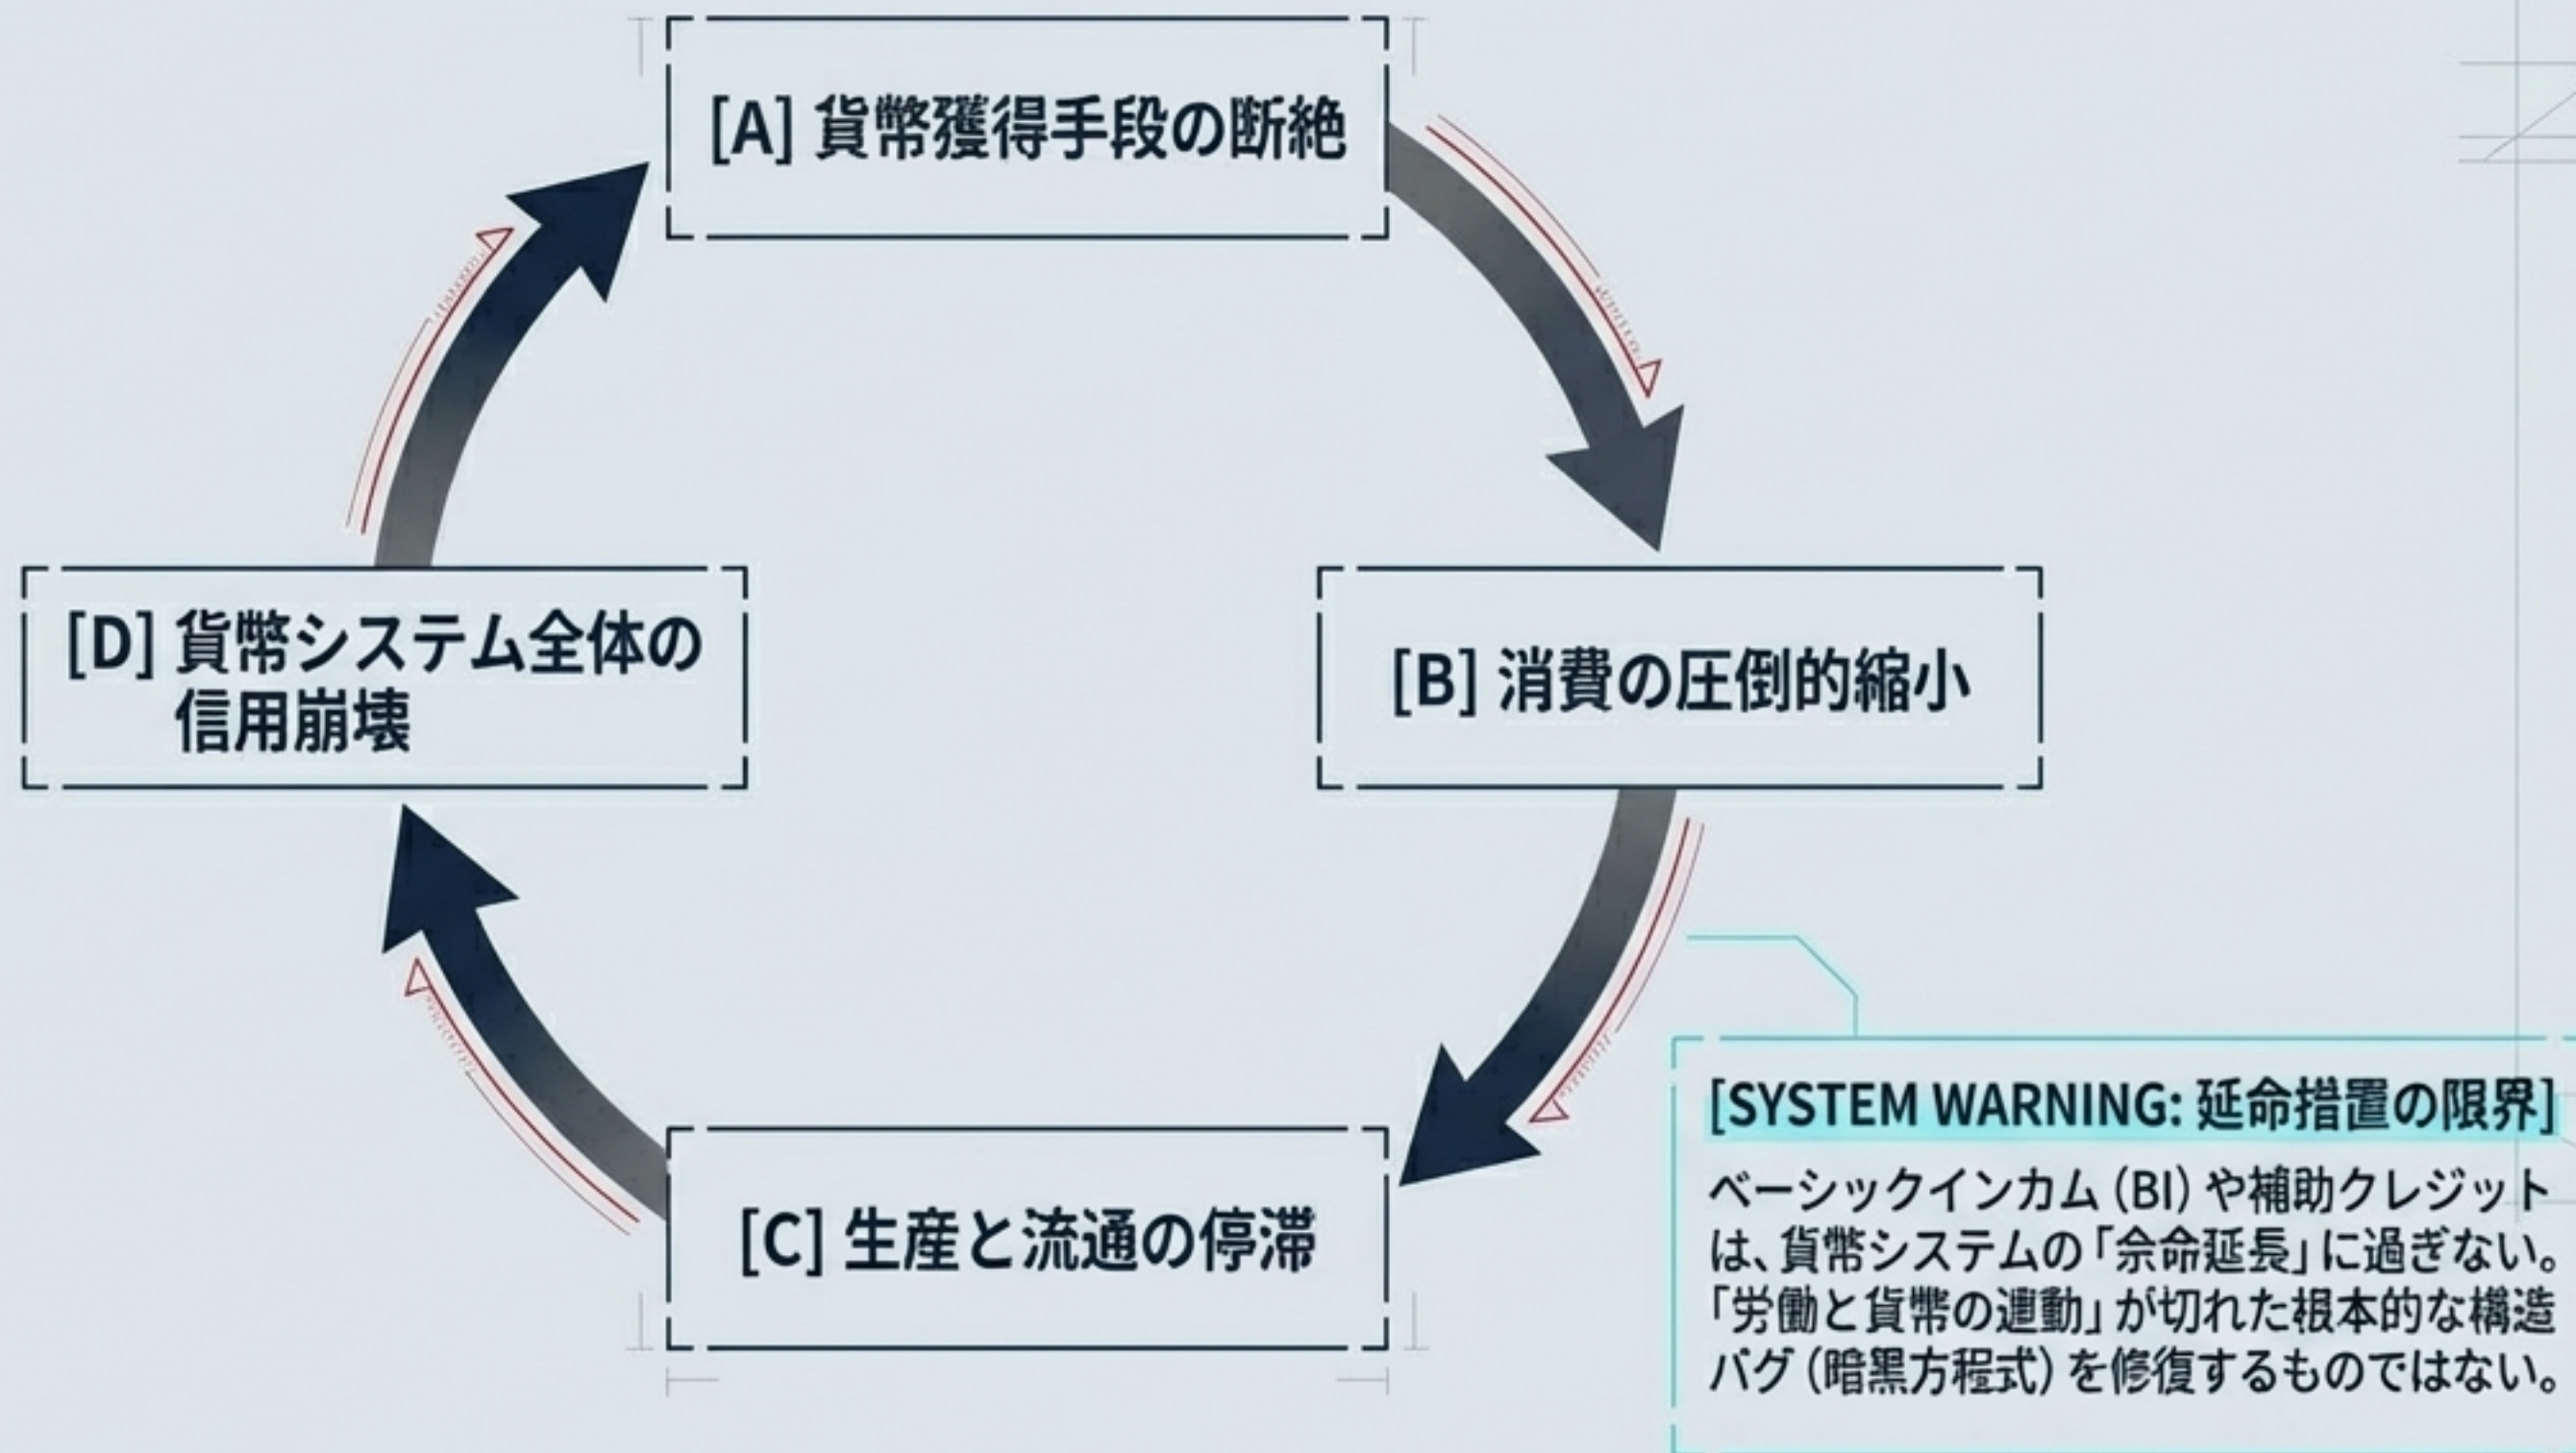 [A] 貨幣獲得手段の断絶
[D] 貨幣システム全体の
信用崩壊
[B] 消費の圧倒的縮小
[C] 生産と流通の停滞
[SYSTEM WARNING: 延命措置の限界]
ベーシックインカム（BI）や補助クレジット
は、貨幣システムの「余命延長」に過ぎない。
「労働と貨幣の連動」が切れた根本的な構造
バグ（暗黒方程式）を修復するものではない。